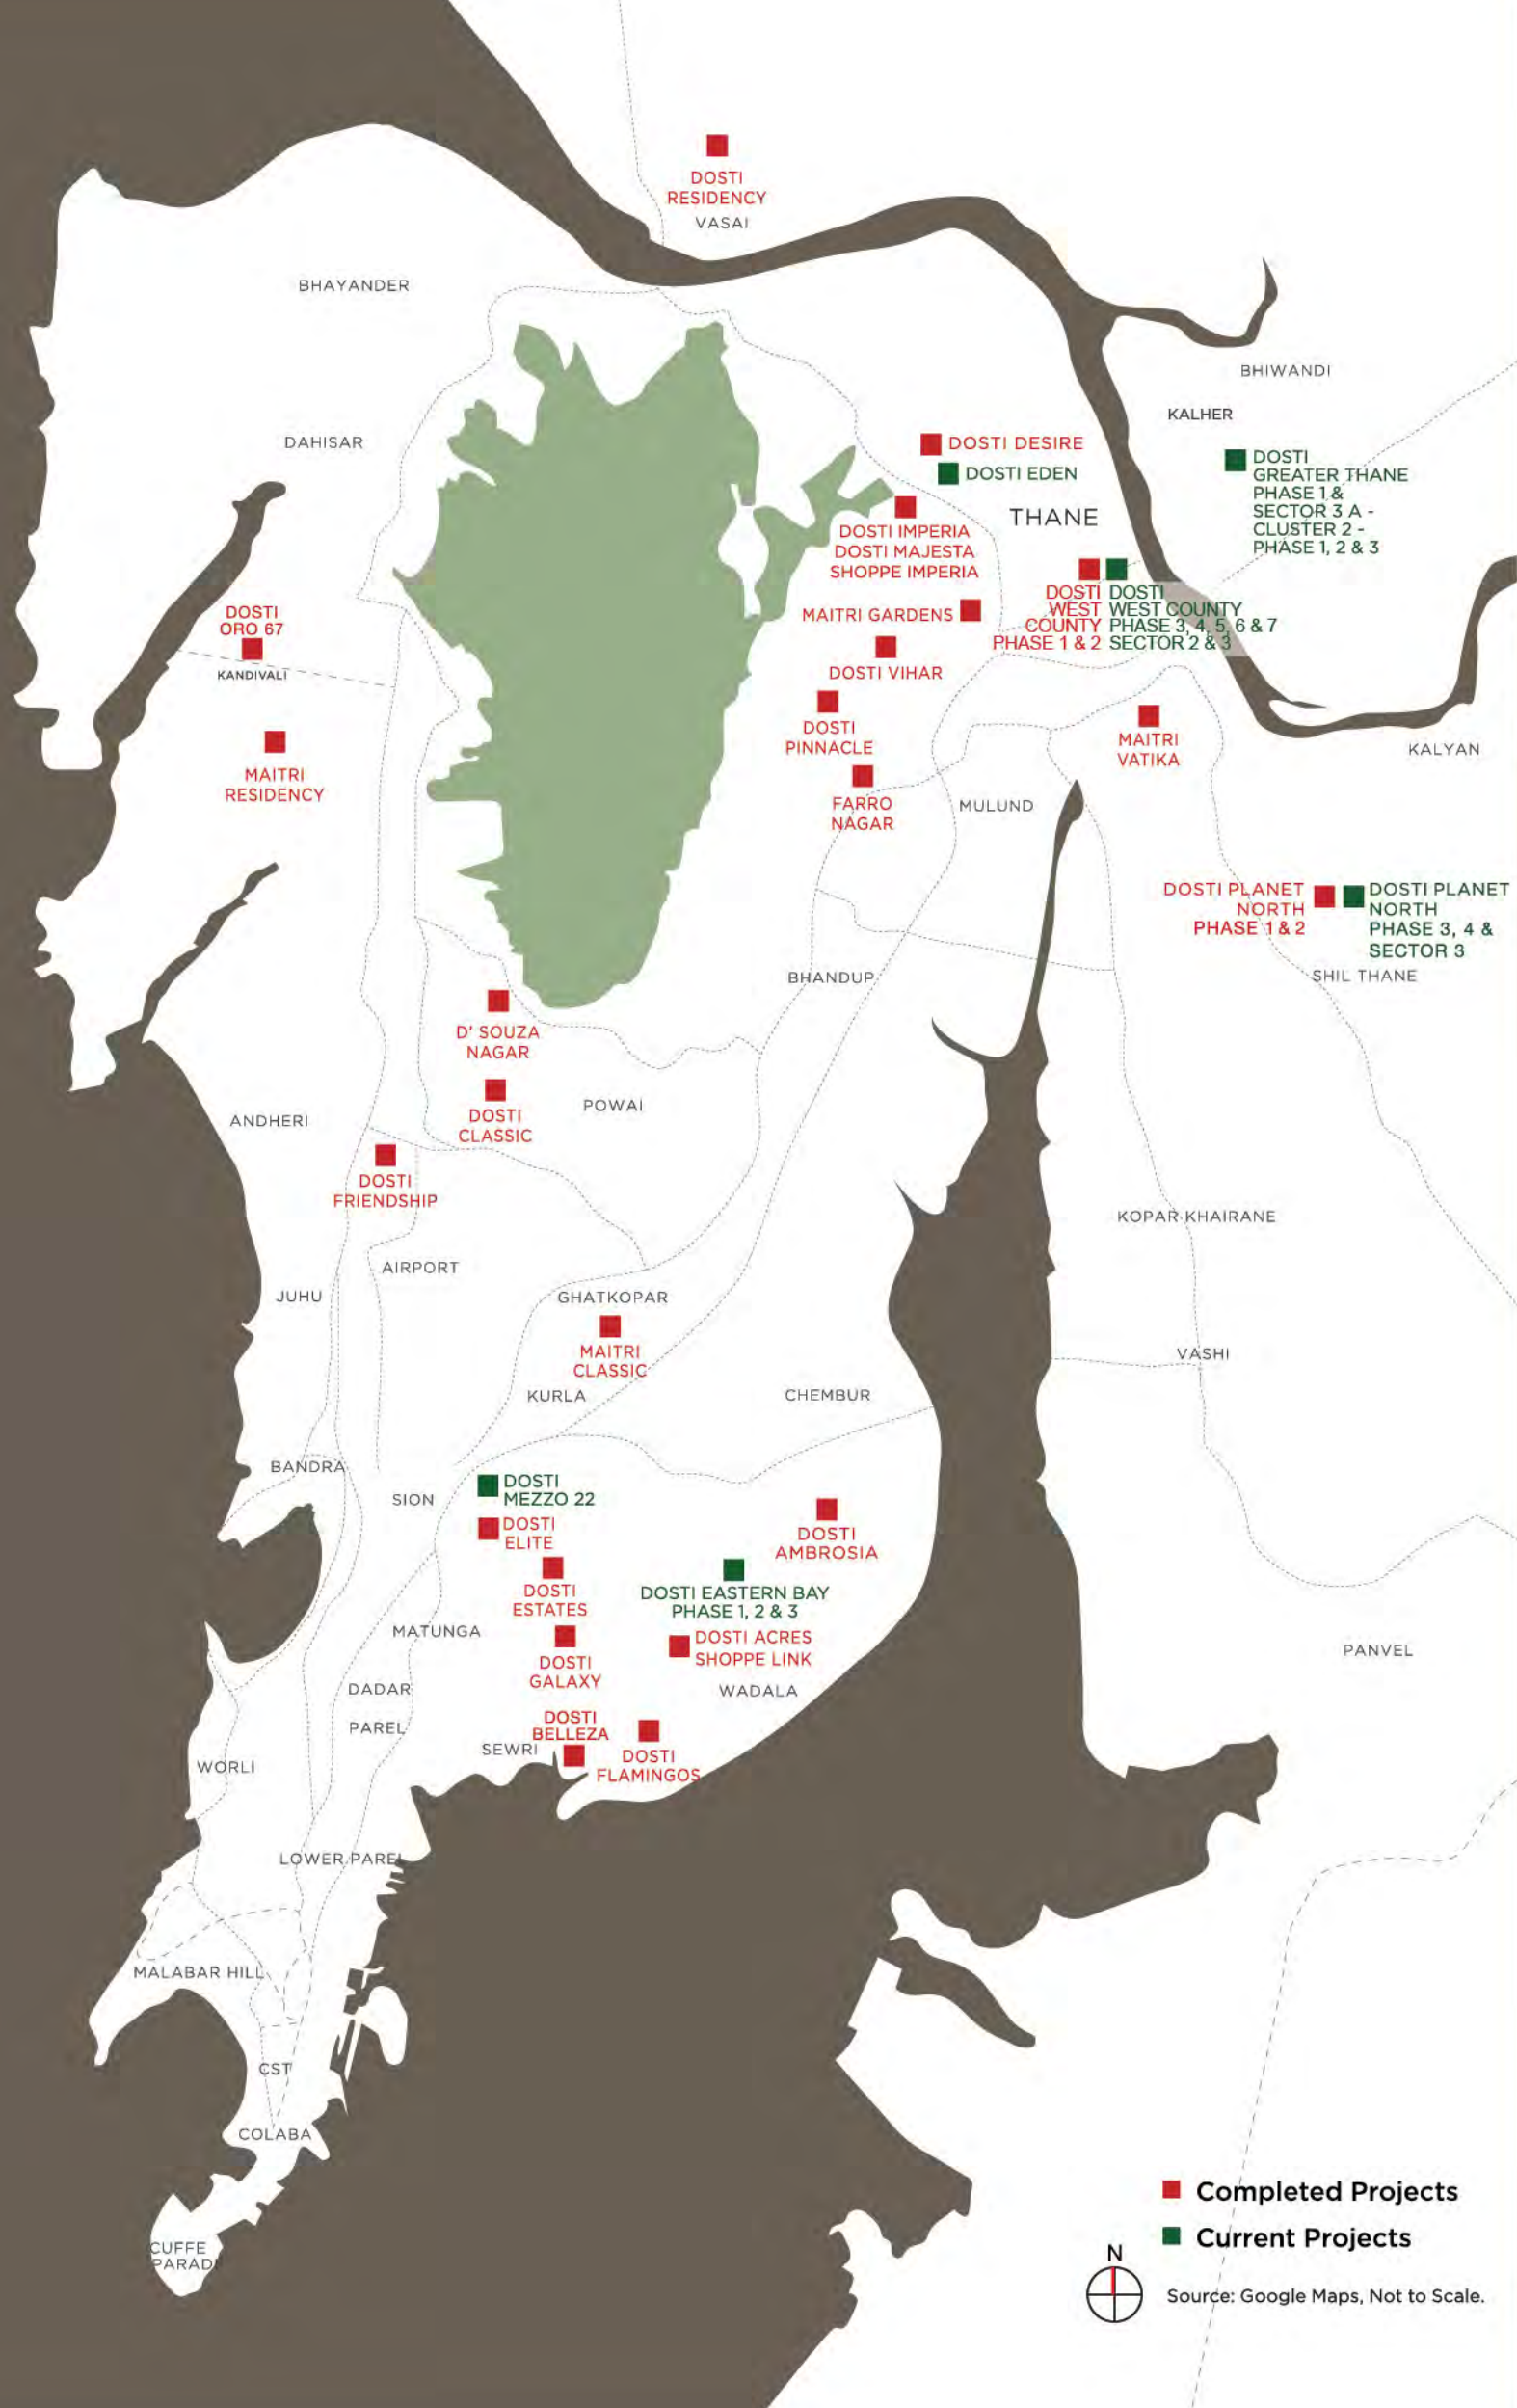 DOSTI
RESIDENCY
VASAI
BHAYANDER
BHIWANDI
KALHER
DAHISAR
DOSTI DESIRE
DOSTI EDEN
DOSTI
GREATER THANE
PHASE 1 &
SECTOR 3 A -
CLUSTER 2 -
PHASE 1, 2 & 3
THANE
DOSTI IMPERIA
DOSTI MAJESTA
SHOPPE IMPERIA
DOSTI
WEST
COUNTY
PHASE 1 & 2
DOSTI
WEST COUNTY
PHASE 3, 4, 5, 6 & 7
SECTOR 2 & 3
MAITRI GARDENS
DOSTI
ORO 67
KANDIVALI
DOSTI VIHAR
DOSTI
PINNACLE
MAITRI
VATIKA
KALYAN
MAITRI
RESIDENCY
FARRO
NAGAR
MULUND
DOSTI PLANET
NORTH
PHASE 1 & 2
DOSTI PLANET
NORTH
PHASE 3, 4 &
SECTOR 3
SHIL THANE
BHANDUP
D' SOUZA
NAGAR
POWAI
DOSTI
CLASSIC
ANDHERI
DOSTI
FRIENDSHIP
KOPAR KHAIRANE
AIRPORT
JUHU
GHATKOPAR
MAITRI
CLASSIC
VASHI
KURLA
CHEMBUR
BANDRA
SION
DOSTI
MEZZO 22
DOSTI
ELITE
DOSTI
AMBROSIA
DOSTI
ESTATES
DOSTI EASTERN BAY
PHASE 1, 2 & 3
MATUNGA
DOSTI ACRES
SHOPPE LINK
PANVEL
DOSTI
GALAXY
DADAR
WADALA
PAREL
DOSTI
BELLEZA
SEWRI
DOSTI
FLAMINGOS
WORLI
LOWER PAREL
MALABAR HILL
CST
COLABA
CUFFE
PARADE
Completed Projects
Current Projects
N
Source: Google Maps, Not to Scale.